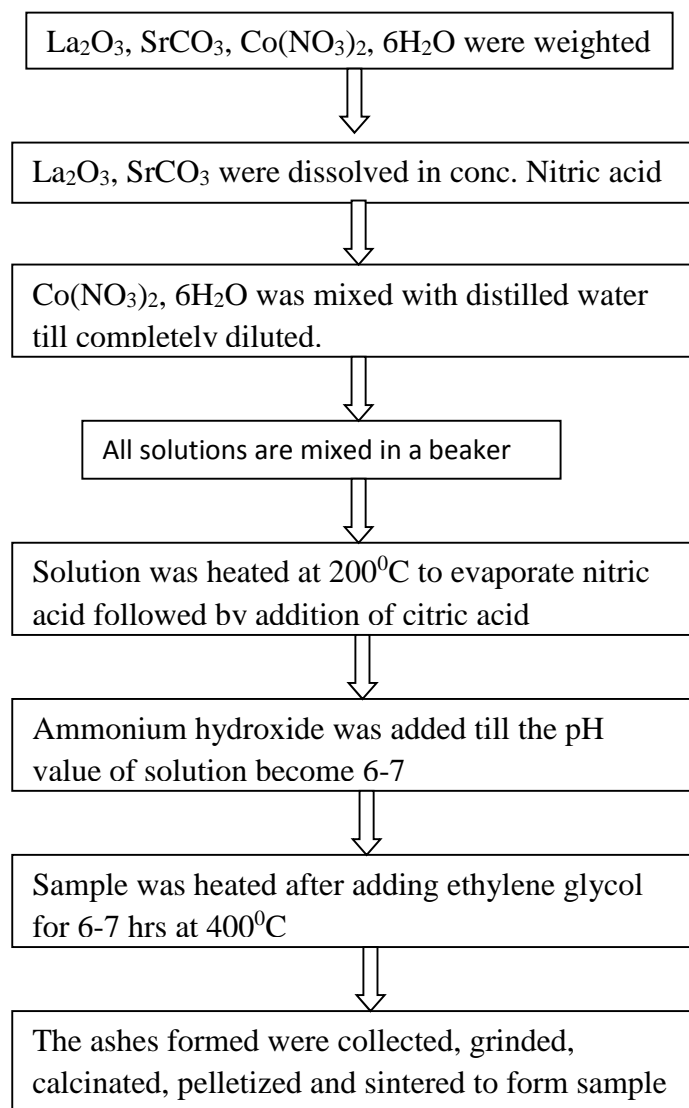 La₂O₃, SrCO₃, Co(NO₃)₂, 6H₂O were weighted
La₂O₃, SrCO₃ were dissolved in conc. Nitric acid
Co(NO₃)₂, 6H₂O was mixed with distilled water
till completely diluted.
All solutions are mixed in a beaker
Solution was heated at 200⁰C to evaporate nitric
acid followed by addition of citric acid
Ammonium hydroxide was added till the pH
value of solution become 6-7
Sample was heated after adding ethylene glycol
for 6-7 hrs at 400⁰C
The ashes formed were collected, grinded,
calcinated, pelletized and sintered to form sample